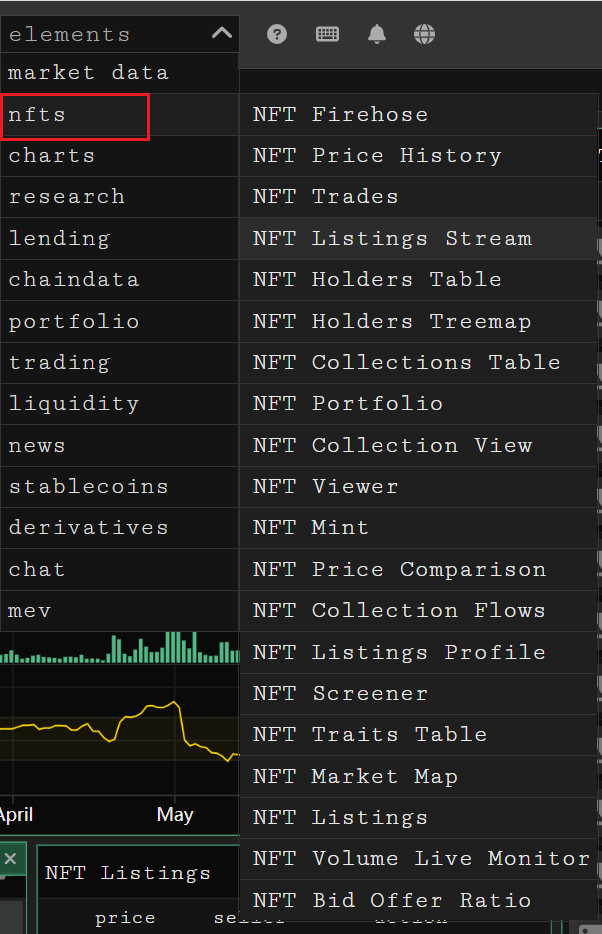 elements
market data
nfts
charts
research
lending
chaindata
portfolio
trading
liquidity
news
stablecoins
derivatives
chat
mev
NFT Firehose
NFT Price History
NFT Trades
NFT Listings Stream
NFT Holders Table
NFT Holders Treemap
NFT Collections Table
NFT Portfolio
NFT Collection View
NFT Viewer
NFT Mint
NFT Price Comparison
NFT Collection Flows
NFT Listings Profile
NFT Screener
NFT Traits Table
NFT Market Map
NFT Listings
NFT Volume Live Monitor
NFT Bid Offer Ratio
April May
NFT Listings
price seller action